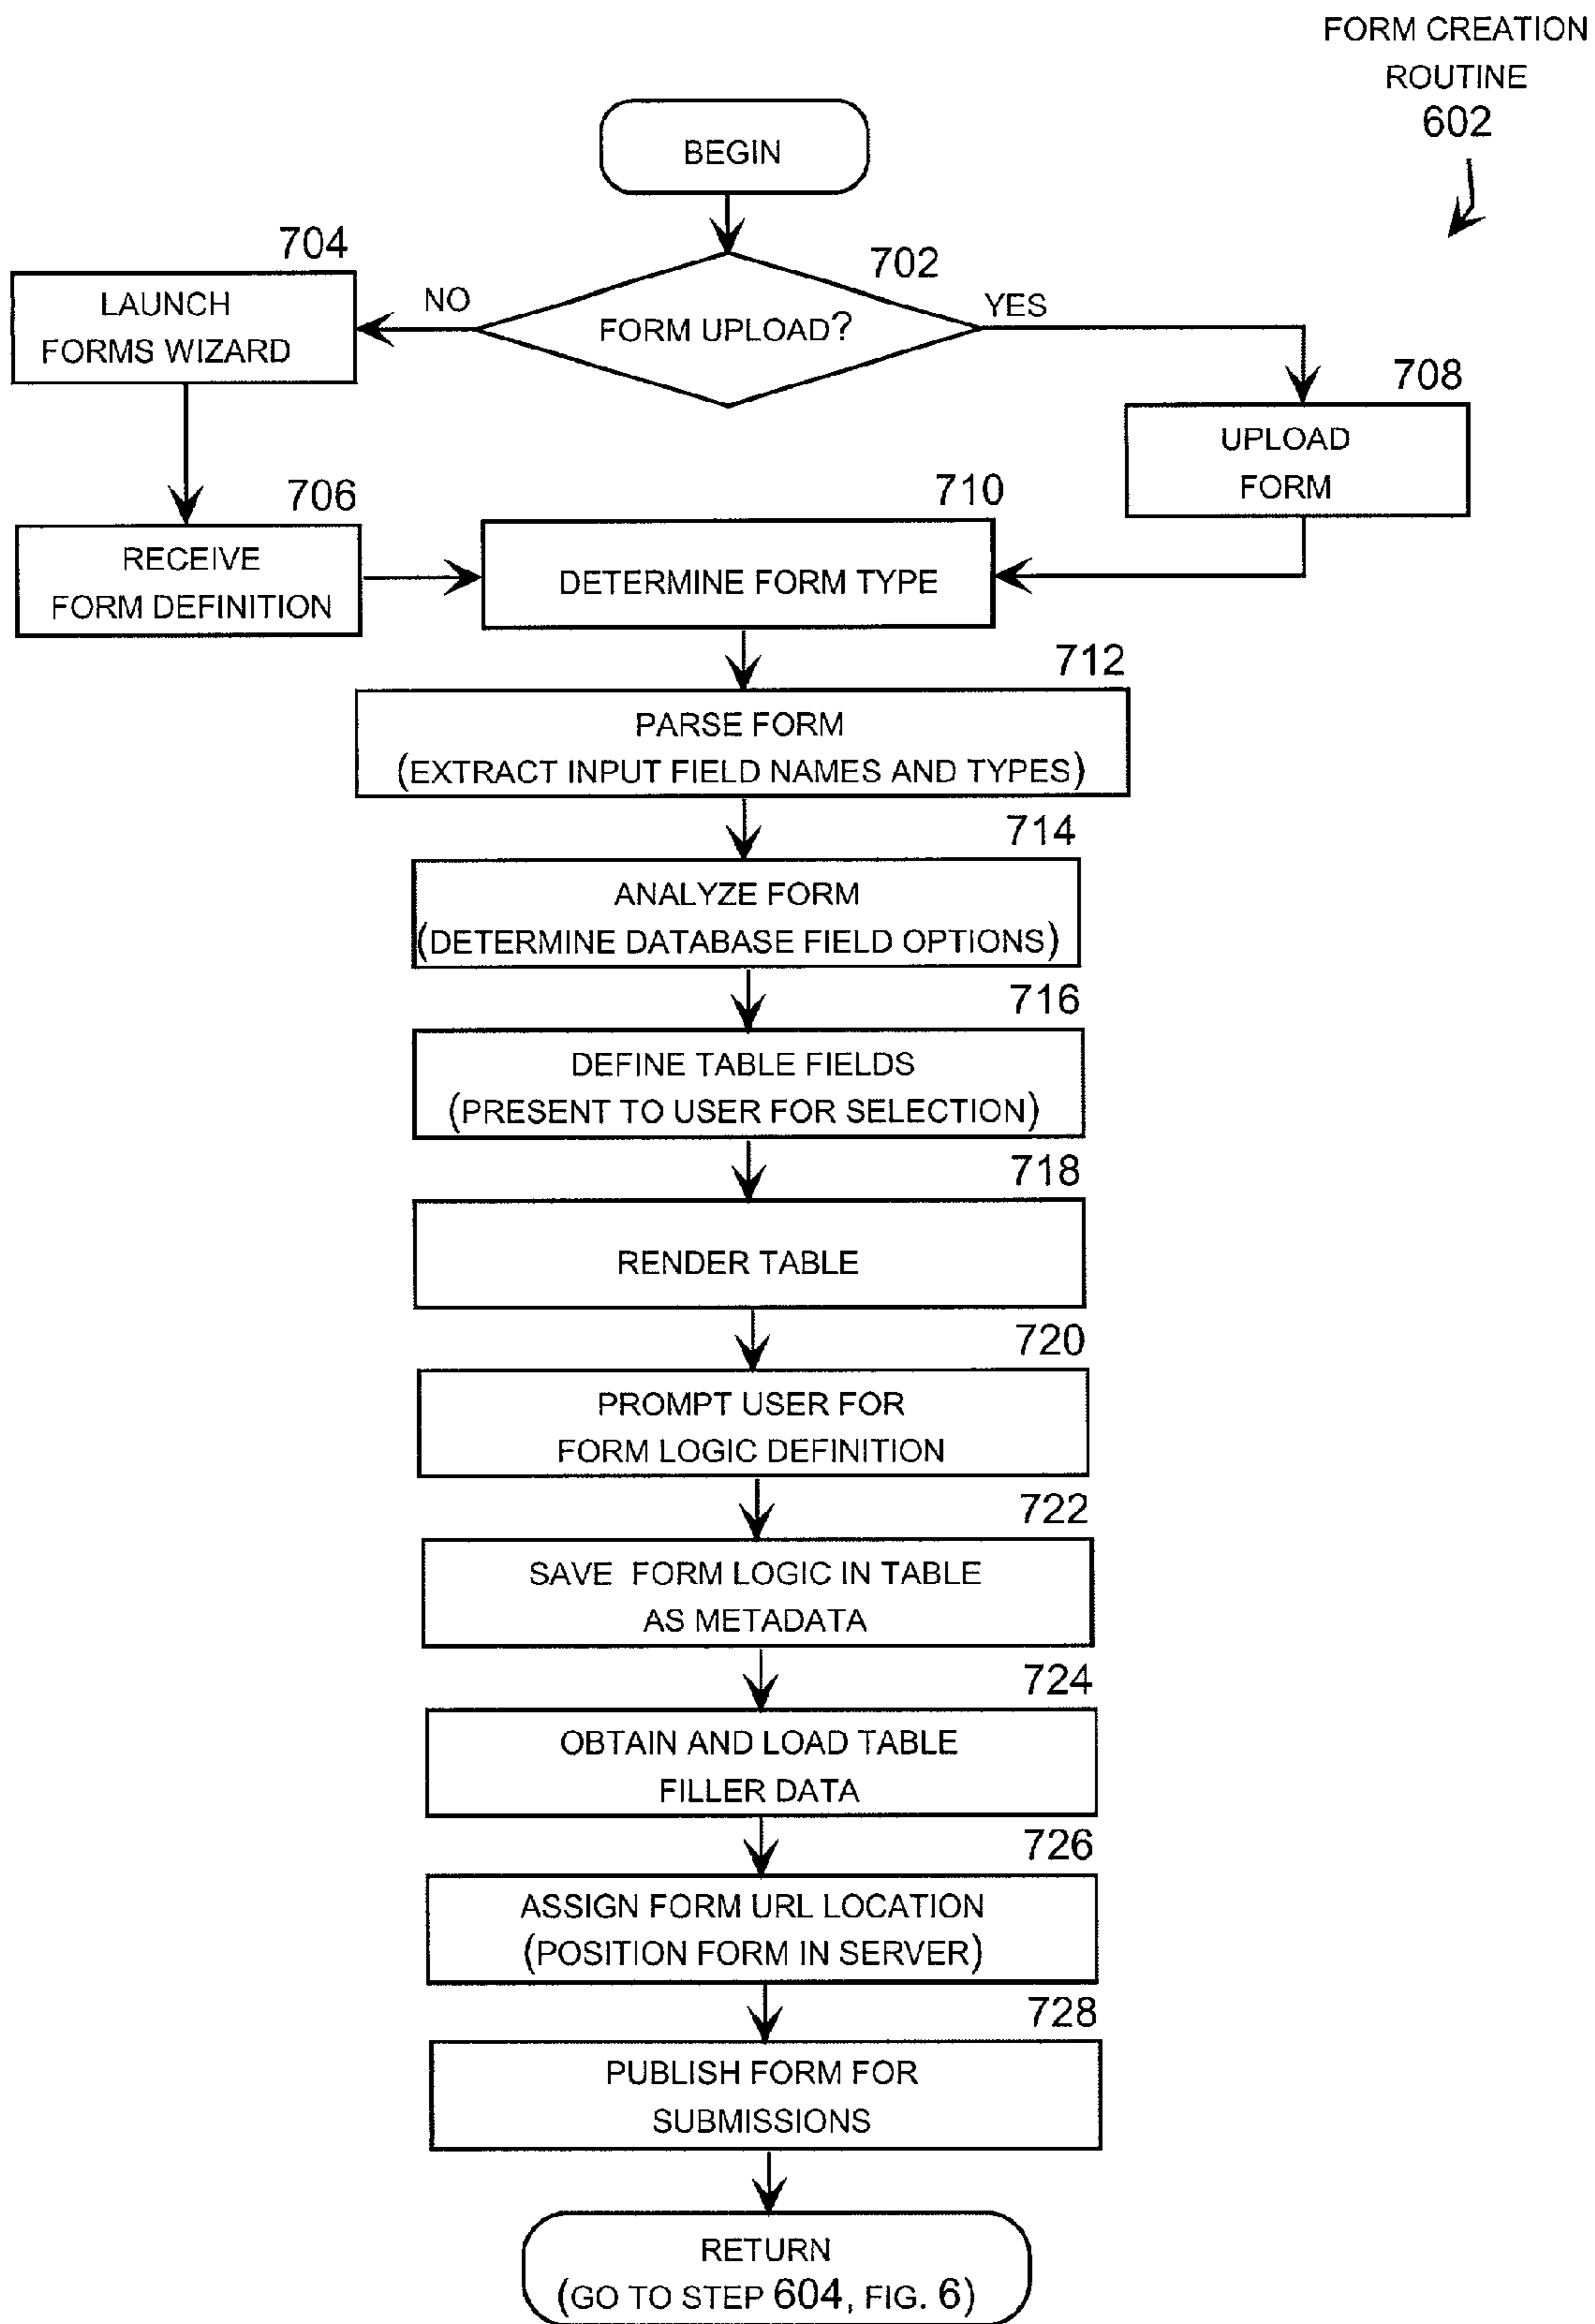 FORM CREATION
ROUTINE
602
BEGIN
702
FORM UPLOAD?
NO
YES
704
LAUNCH
FORMS WIZARD
708
UPLOAD
FORM
706
RECEIVE
FORM DEFINITION
710
DETERMINE FORM TYPE
712
PARSE FORM
(EXTRACT INPUT FIELD NAMES AND TYPES)
714
ANALYZE FORM
(DETERMINE DATABASE FIELD OPTIONS)
716
DEFINE TABLE FIELDS
(PRESENT TO USER FOR SELECTION)
718
RENDER TABLE
720
PROMPT USER FOR
FORM LOGIC DEFINITION
722
SAVE FORM LOGIC IN TABLE
AS METADATA
724
OBTAIN AND LOAD TABLE
FILLER DATA
726
ASSIGN FORM URL LOCATION
(POSITION FORM IN SERVER)
728
PUBLISH FORM FOR
SUBMISSIONS
RETURN
(GO TO STEP 604, FIG. 6)